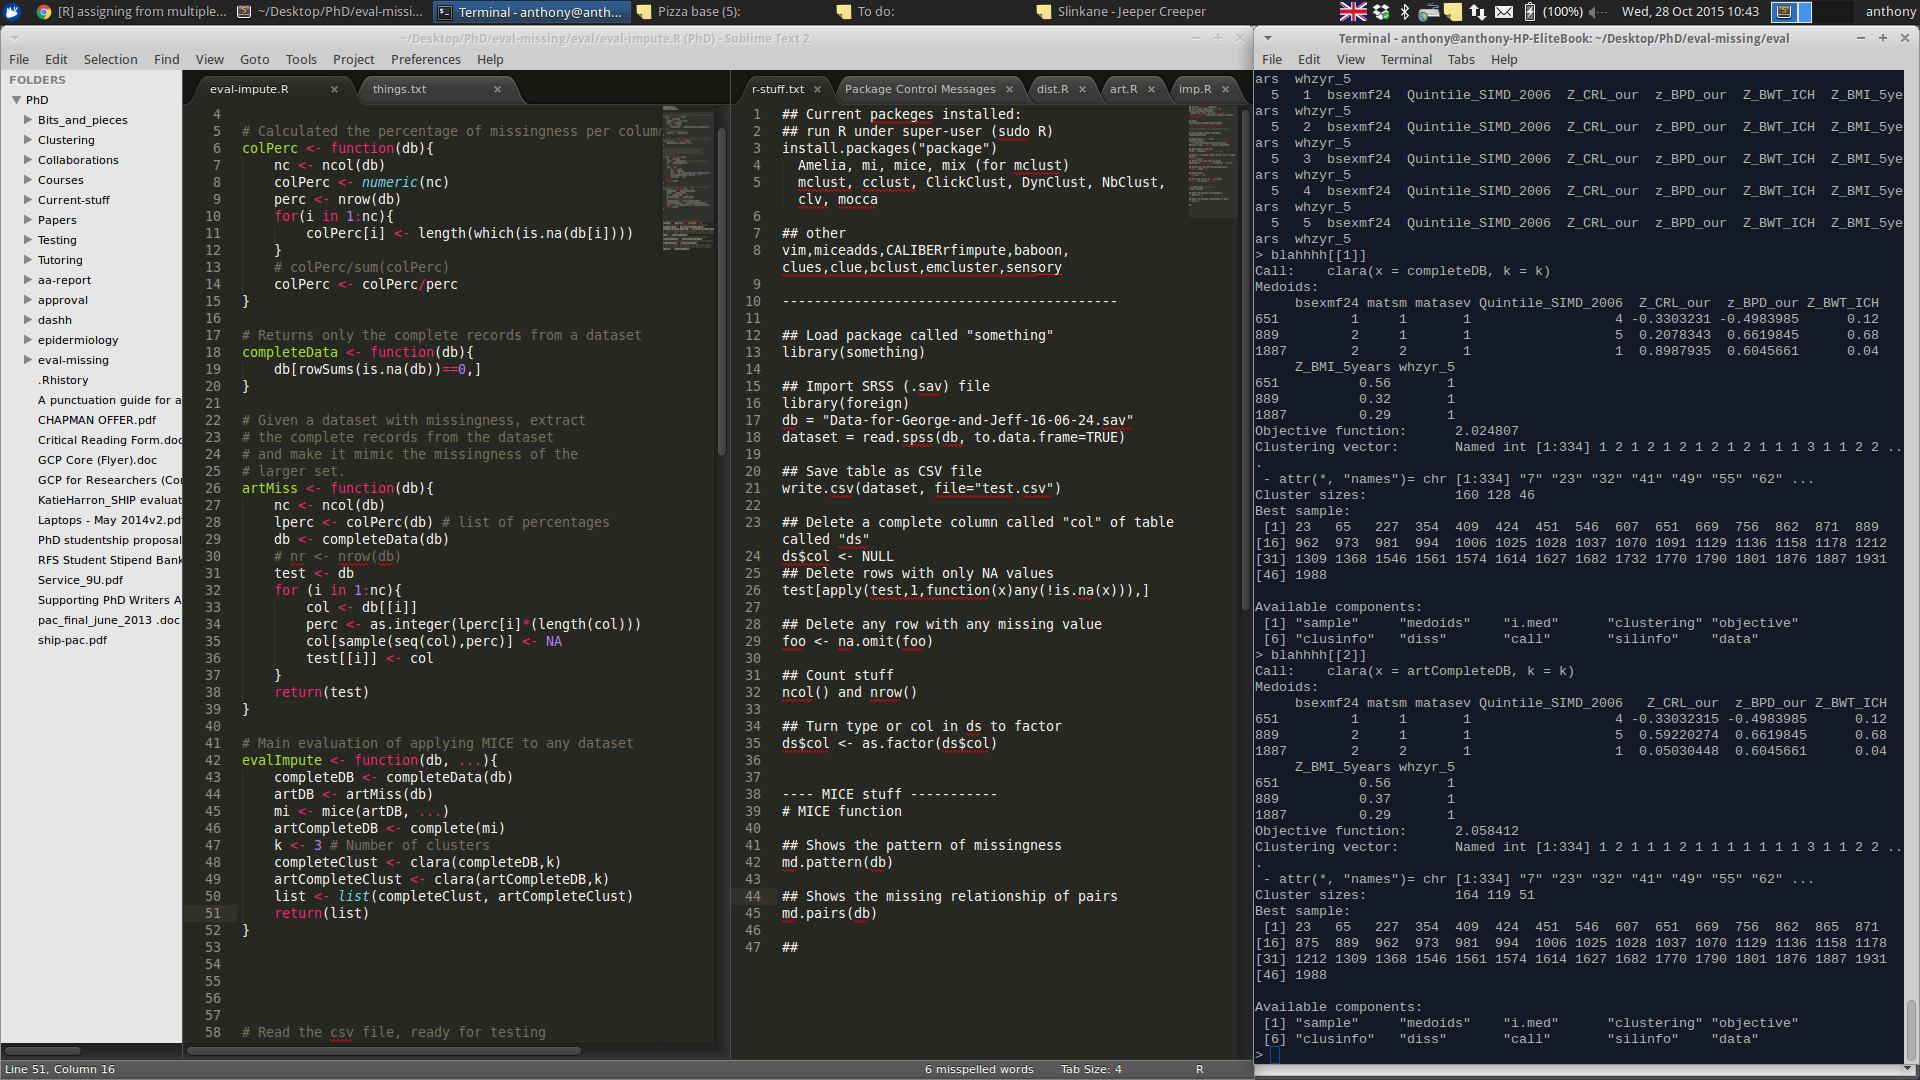 [R] assigning from multiple...
~/Desktop/PhD/eval-missi...
Terminal - anthony@anth...
Pizza base (5):
To do:
Slinkane - Jeeper Creeper
(100%)
Wed, 28 Oct 2015 10:43
anthony
~/Desktop/PhD/eval-missing/eval/eval-impute.R (PhD) - Sublime Text 2
File Edit Selection Find View Goto Tools Project Preferences Help
FOLDERS
PhD
Bits_and_pieces
Clustering
Collaborations
Courses
Current-stuff
Papers
Testing
Tutoring
aa-report
approval
dashh
epidermiology
eval-missing
.Rhistory
A punctuation guide for a
CHAPMAN OFFER.pdf
Critical Reading Form.doc
GCP Core (Flyer).doc
GCP for Researchers (Co
KatieHarron_SHIP evaluat
Laptops - May 2014v2.pd
PhD studentship proposal
RFS Student Stipend Bank
Service_9U.pdf
Supporting PhD Writers A
pac_final_june_2013 .doc
ship-pac.pdf
eval-impute.R
things.txt
4
5 # Calculated the percentage of missingness per column
6 colPerc <- function(db){
7 nc <- ncol(db)
8 colPerc <- numeric(nc)
9 perc <- nrow(db)
10 for(i in 1:nc){
11 colPerc[i] <- length(which(is.na(db[i])))
12 }
13 # colPerc/sum(colPerc)
14 colPerc <- colPerc/perc
15 }
16
17 # Returns only the complete records from a dataset
18 completeData <- function(db){
19 db[rowSums(is.na(db))==0,]
20 }
21
22 # Given a dataset with missingness, extract
23 # the complete records from the dataset
24 # and make it mimic the missingness of the
25 # larger set.
26 artMiss <- function(db){
27 nc <- ncol(db)
28 lperc <- colPerc(db) # list of percentages
29 db <- completeData(db)
30 # nr <- nrow(db)
31 test <- db
32 for (i in 1:nc){
33 col <- db[[i]]
34 perc <- as.integer(lperc[i]*(length(col)))
35 col[sample(seq(col),perc)] <- NA
36 test[[i]] <- col
37 }
38 return(test)
39 }
40
41 # Main evaluation of applying MICE to any dataset
42 evalImpute <- function(db, ...){
43 completeDB <- completeData(db)
44 artDB <- artMiss(db)
45 mi <- mice(artDB, ...)
46 artCompleteDB <- complete(mi)
47 k <- 3 # Number of clusters
48 completeClust <- clara(completeDB,k)
49 artCompleteClust <- clara(artCompleteDB,k)
50 list <- list(completeClust, artCompleteClust)
51 return(list)
52 }
53
54
55
56
57
58 # Read the csv file, ready for testing
r-stuff.txt
Package Control Messages
dist.R
art.R
imp.R
1 ## Current packeges installed:
2 ## run R under super-user (sudo R)
3 install.packages("package")
4 Amelia, mi, mice, mix (for mclust)
5 mclust, cclust, ClickClust, DynClust, NbClust,
clv, mocca
6
7 ## other
8 vim,miceadds,CALIBERrfimpute,baboon,
clues,clue,bclust,emcluster,sensory
9
10 ------------------------------------------
11
12 ## Load package called "something"
13 library(something)
14
15 ## Import SRSS (.sav) file
16 library(foreign)
17 db = "Data-for-George-and-Jeff-16-06-24.sav"
18 dataset = read.spss(db, to.data.frame=TRUE)
19
20 ## Save table as CSV file
21 write.csv(dataset, file="test.csv")
22
23 ## Delete a complete column called "col" of table
called "ds"
24 ds$col <- NULL
25 ## Delete rows with only NA values
26 test[apply(test,1,function(x)any(!is.na(x))),]
27
28 ## Delete any row with any missing value
29 foo <- na.omit(foo)
30
31 ## Count stuff
32 ncol() and nrow()
33
34 ## Turn type or col in ds to factor
35 ds$col <- as.factor(ds$col)
36
37
38 ---- MICE stuff -----------
39 # MICE function
40
41 ## Shows the pattern of missingness
42 md.pattern(db)
43
44 ## Shows the missing relationship of pairs
45 md.pairs(db)
46
47 ##
Line 51, Column 16
6 misspelled words
Tab Size: 4
R
Terminal - anthony@anthony-HP-EliteBook: ~/Desktop/PhD/eval-missing/eval
File Edit View Terminal Tabs Help
ars whzyr_5
5 1 bsexmf24 Quintile_SIMD_2006 Z_CRL_our z_BPD_our Z_BWT_ICH Z_BMI_5ye
ars whzyr_5
5 2 bsexmf24 Quintile_SIMD_2006 Z_CRL_our z_BPD_our Z_BWT_ICH Z_BMI_5ye
ars whzyr_5
5 3 bsexmf24 Quintile_SIMD_2006 Z_CRL_our z_BPD_our Z_BWT_ICH Z_BMI_5ye
ars whzyr_5
5 4 bsexmf24 Quintile_SIMD_2006 Z_CRL_our z_BPD_our Z_BWT_ICH Z_BMI_5ye
ars whzyr_5
5 5 bsexmf24 Quintile_SIMD_2006 Z_CRL_our z_BPD_our Z_BWT_ICH Z_BMI_5ye
ars whzyr_5
> blahhhh[[1]]
Call: clara(x = completeDB, k = k)
Medoids:
bsexmf24 matsm matasev Quintile_SIMD_2006 Z_CRL_our z_BPD_our Z_BWT_ICH
651 1 1 1 4 -0.3303231 -0.4983985 0.12
889 2 1 1 5 0.2078343 0.6619845 0.68
1887 2 2 1 1 0.8987935 0.6045661 0.04
Z_BMI_5years whzyr_5
651 0.56 1
889 0.32 1
1887 0.29 1
Objective function: 2.024807
Clustering vector: Named int [1:334] 1 2 1 2 1 2 1 2 1 2 1 1 1 3 1 1 2 2 ..
.
- attr(*, "names")= chr [1:334] "7" "23" "32" "41" "49" "55" "62" ...
Cluster sizes: 160 128 46
Best sample:
[1] 23 65 227 354 409 424 451 546 607 651 669 756 862 871 889
[16] 962 973 981 994 1006 1025 1028 1037 1070 1091 1129 1136 1158 1178 1212
[31] 1309 1368 1546 1561 1574 1614 1627 1682 1732 1770 1790 1801 1876 1887 1931
[46] 1988
Available components:
[1] "sample" "medoids" "i.med" "clustering" "objective"
[6] "clusinfo" "diss" "call" "silinfo" "data"
> blahhhh[[2]]
Call: clara(x = artCompleteDB, k = k)
Medoids:
bsexmf24 matsm matasev Quintile_SIMD_2006 Z_CRL_our z_BPD_our Z_BWT_ICH
651 1 1 1 4 -0.33032315 -0.4983985 0.12
889 2 1 1 5 0.59220274 0.6619845 0.68
1887 2 2 1 1 0.05030448 0.6045661 0.04
Z_BMI_5years whzyr_5
651 0.56 1
889 0.37 1
1887 0.29 1
Objective function: 2.058412
Clustering vector: Named int [1:334] 1 2 1 1 2 1 2 1 1 1 1 1 1 3 1 1 2 2 ..
.
- attr(*, "names")= chr [1:334] "7" "23" "32" "41" "49" "55" "62" ...
Cluster sizes: 164 119 51
Best sample:
[1] 23 65 227 354 409 424 451 546 607 651 669 756 862 865 871
[16] 875 889 962 973 981 994 1006 1025 1028 1037 1070 1129 1136 1158 1178
[31] 1212 1309 1368 1546 1561 1574 1614 1627 1682 1770 1790 1801 1876 1887 1931
[46] 1988
Available components:
[1] "sample" "medoids" "i.med" "clustering" "objective"
[6] "clusinfo" "diss" "call" "silinfo" "data"
>